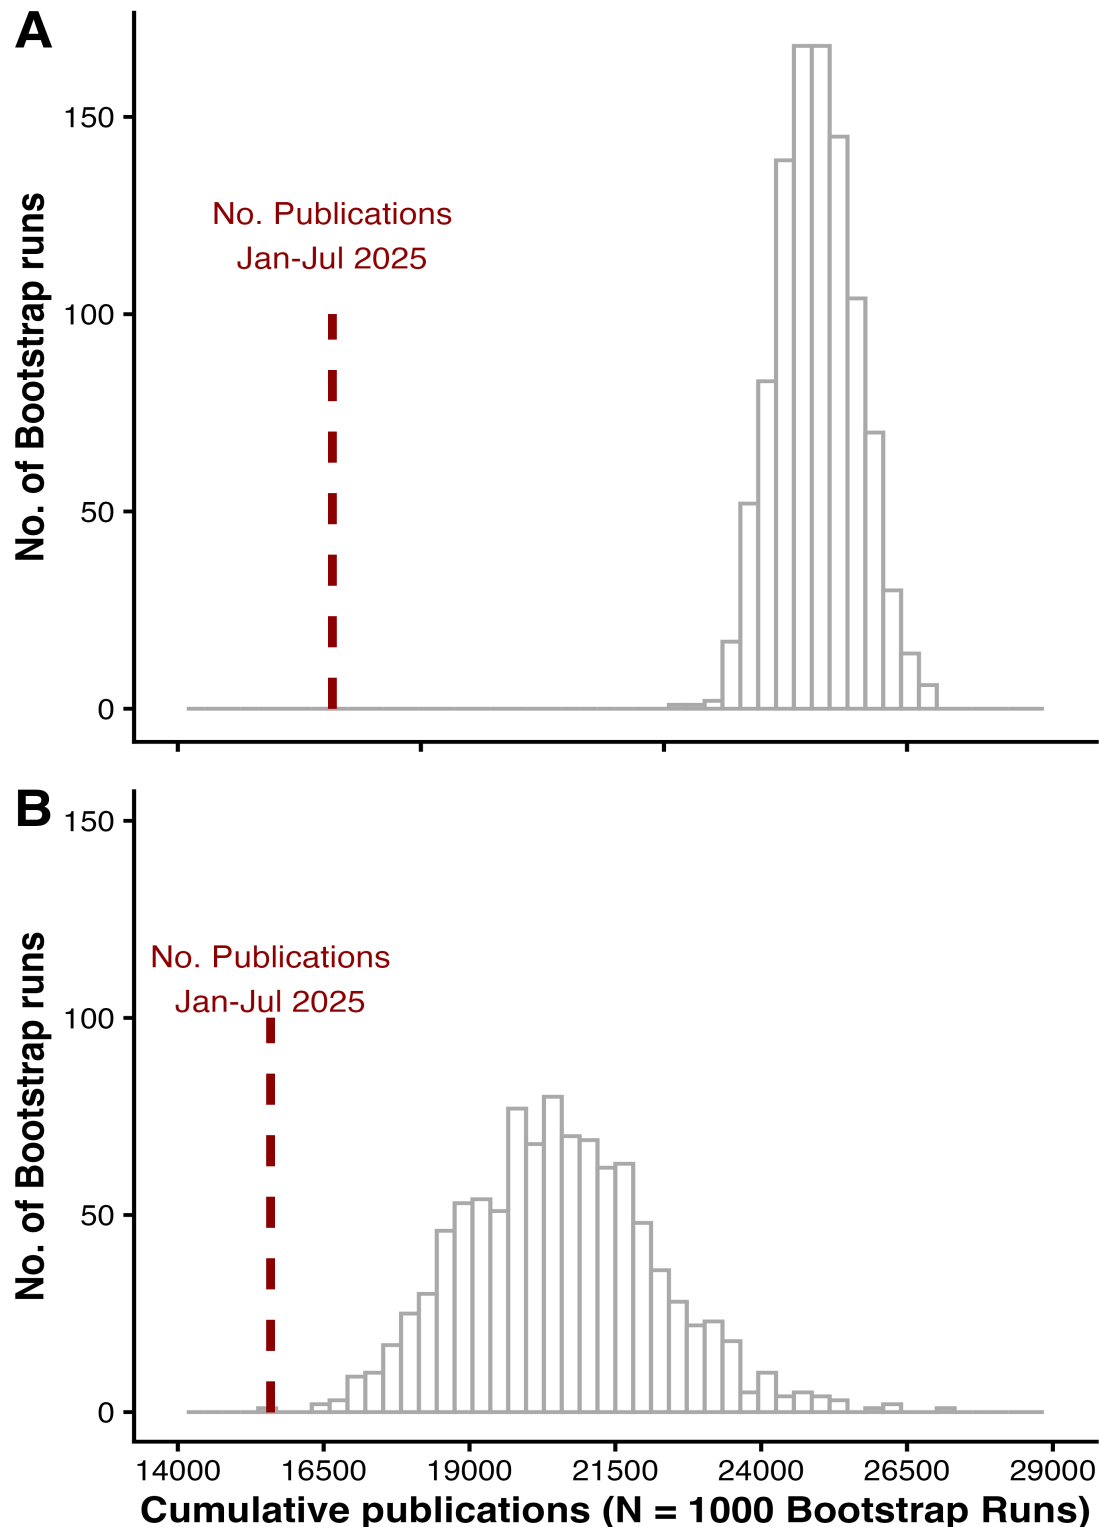 A
No. of Bootstrap runs
150
100
50
0
No. Publications
Jan-Jul 2025
B
No. of Bootstrap runs
150
100
50
0
No. Publications
Jan-Jul 2025
14000 16500 19000 21500 24000 26500 29000
Cumulative publications (N = 1000 Bootstrap Runs)